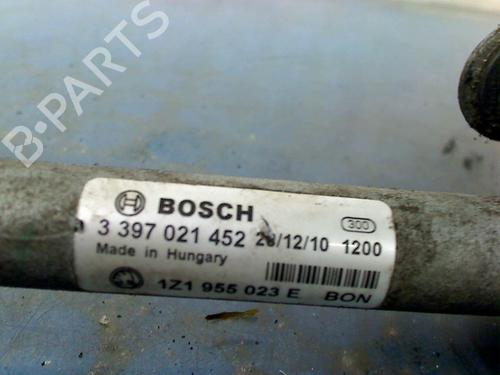 B-PARTS
BOSCH
300
3 397 021 452 28/12/10 1200
Made in Hungary
1Z1 955 023 E BON